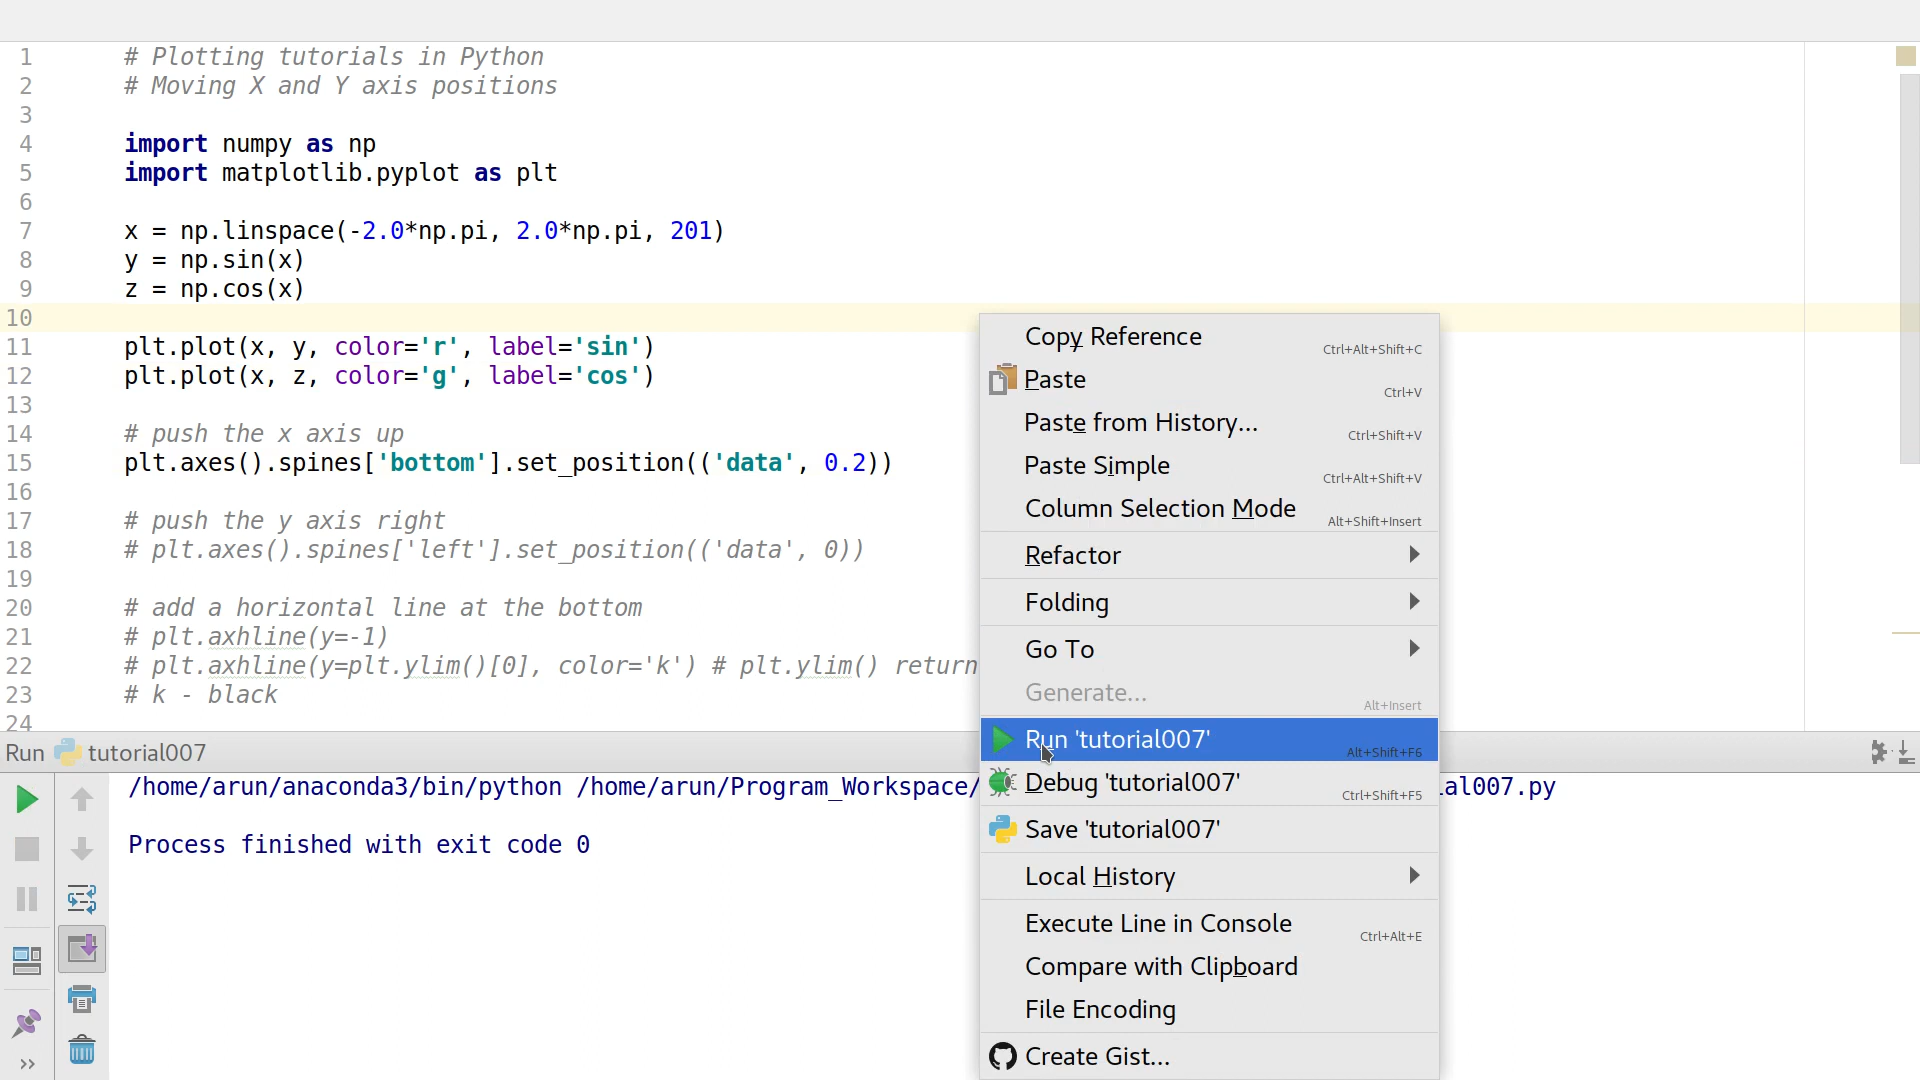 1 # Plotting tutorials in Python
2 # Moving X and Y axis positions
3
4 import numpy as np
5 import matplotlib.pyplot as plt
6
7 x = np.linspace(-2.0*np.pi, 2.0*np.pi, 201)
8 y = np.sin(x)
9 z = np.cos(x)
10
11 plt.plot(x, y, color='r', label='sin')
12 plt.plot(x, z, color='g', label='cos')
13
14 # push the x axis up
15 plt.axes().spines['bottom'].set_position(('data', 0.2))
16
17 # push the y axis right
18 # plt.axes().spines['left'].set_position(('data', 0))
19
20 # add a horizontal line at the bottom
21 # plt.axhline(y=-1)
22 # plt.axhline(y=plt.ylim()[0], color='k') # plt.ylim() return
23 # k - black
24
Copy Reference Ctrl+Alt+Shift+C
Paste Ctrl+V
Paste from History... Ctrl+Shift+V
Paste Simple Ctrl+Alt+Shift+V
Column Selection Mode Alt+Shift+Insert
Refactor
Folding
Go To
Generate... Alt+Insert
Run 'tutorial007' Alt+Shift+F6
Debug 'tutorial007' Ctrl+Shift+F5
Save 'tutorial007'
Local History
Execute Line in Console Ctrl+Alt+E
Compare with Clipboard
File Encoding
Create Gist...
Run tutorial007
/home/arun/anaconda3/bin/python /home/arun/Program_Workspace/ al007.py
Process finished with exit code 0